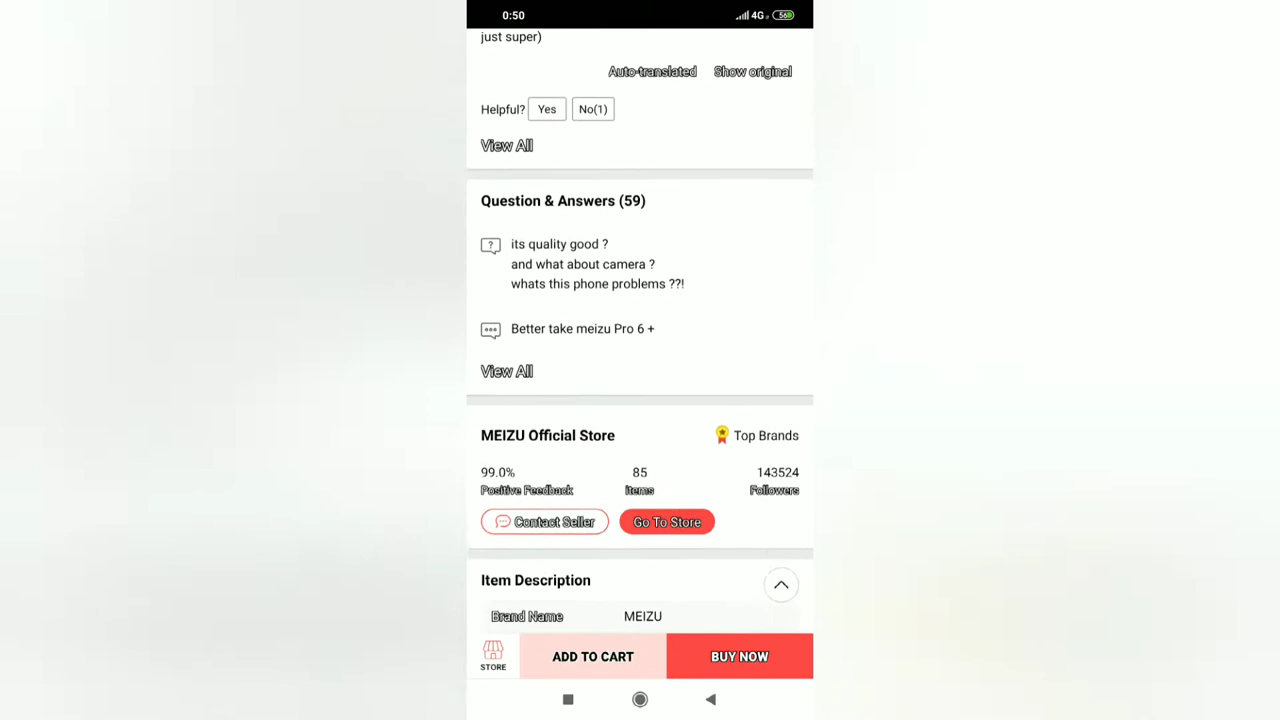 0:50 4G 56
just super)
Auto-translated Show original
Helpful? Yes No(1)
View All
Question & Answers (59)
its quality good ?
and what about camera ?
whats this phone problems ??!
Better take meizu Pro 6 +
View All
MEIZU Official Store Top Brands
99.0% 85 143524
Positive Feedback items Followers
Contact Seller Go To Store
Item Description
Brand Name MEIZU
STORE ADD TO CART BUY NOW